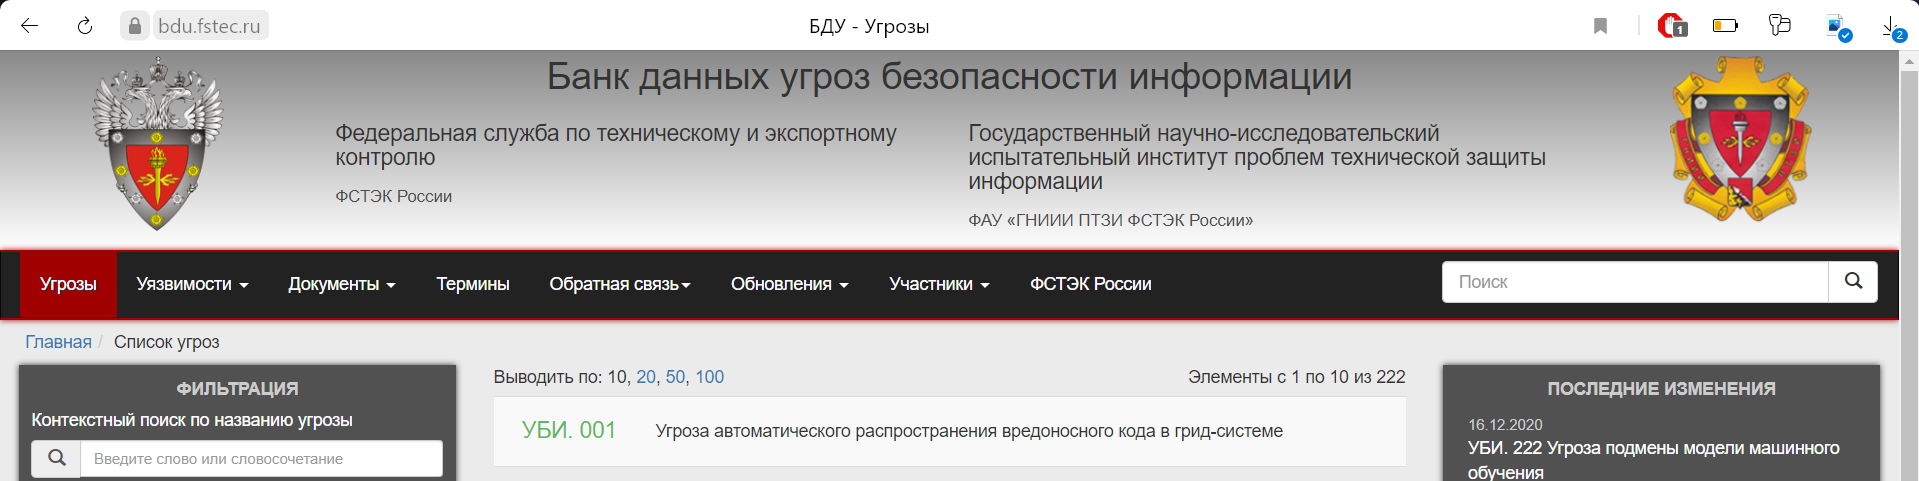 bdu.fstec.ru
БДУ - Угрозы
1
2
Банк данных угроз безопасности информации
Федеральная служба по техническому и экспортному
контролю
ФСТЭК России
Государственный научно-исследовательский
испытательный институт проблем технической защиты
информации
ФАУ «ГНИИИ ПТЗИ ФСТЭК России»
Угрозы Уязвимости Документы Термины Обратная связь Обновления Участники ФСТЭК России Поиск
Главная / Список угроз
ФИЛЬТРАЦИЯ
Контекстный поиск по названию угрозы
Введите слово или словосочетание
Выводить по: 10, 20, 50, 100
Элементы с 1 по 10 из 222
УБИ. 001 Угроза автоматического распространения вредоносного кода в грид-системе
ПОСЛЕДНИЕ ИЗМЕНЕНИЯ
16.12.2020
УБИ. 222 Угроза подмены модели машинного
обучения